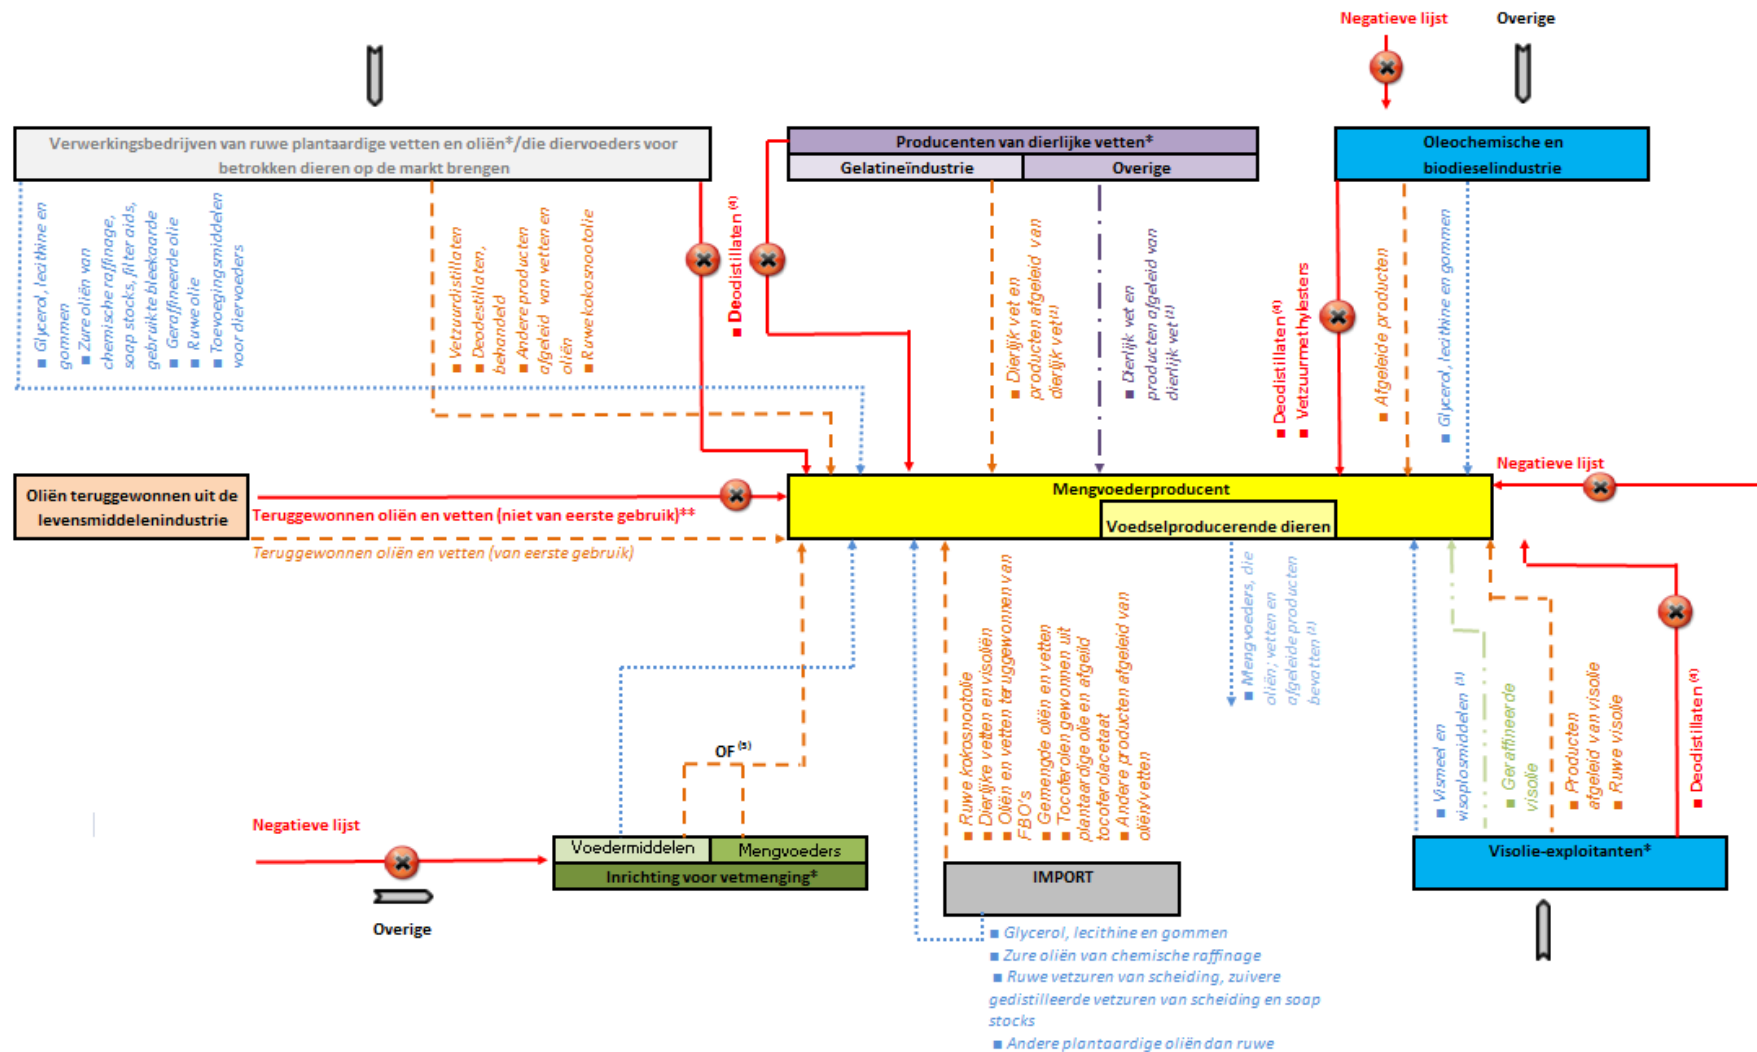 Negatieve lijst
Overige
Verwerkingsbedrijven van ruwe plantaardige vetten en oliën*/die diervoeders voor
betrokken dieren op de markt brengen
Producenten van dierlijke vetten*
Gelatineïndustrie
Overige
Oleochemische en
biodieselindustrie
■ Glycerol, lecithine en
gommen
■ Zure oliën van
chemische raffinage,
soap stocks, filter aids,
gebruikte bleekaarde
■ Geraffineerde olie
■ Ruwe olie
■ Toevoegingsmiddelen
voor diervoeders
■ Vetzuurdistillaten
■ Deodestillaten,
behandeld
■ Andere producten
afgeleid van vetten en
oliën
■ Ruwe kokosnootolie
■ Deodistillaten (4)
■ Dierlijk vet en
producten afgeleid van
dierlijk vet(1)
■ Dierlijk vet en
producten afgeleid van
dierlijk vet(1)
■ Deodistillaten(4)
■ Vetzuurmethylesters
■ Afgeleide producten
■ Glycerol, lecithine en gommen
Oliën teruggewonnen uit de
levensmiddelenindustrie
Teruggewonnen oliën en vetten (niet van eerste gebruik)**
Teruggewonnen oliën en vetten (van eerste gebruik)
Mengvoederproducent
Voedselproducerende dieren
Negatieve lijst
■ Ruwe kokosnootolie
■ Dierlijke vetten en visoliën
■ Oliën en vetten teruggewonnen van
FBO's
■ Gemengde oliën en vetten
■ Tocoferolen gewonnen uit
plantaardige olie en afgeild
tocoferolacetaat
■ Andere producten afgeleid van
oliën/vetten
■ Mengvoeders, die
oliën; vetten en
afgeleide producten
bevatten (2)
■ Vismeel en
visoplosmiddelen (3)
■ Geraffineerde
visolie
■ Producten
afgeleid van visolie
■ Ruwe visolie
■ Deodistillaten (4)
OF (5)
Negatieve lijst
Overige
Voedermiddelen
Mengvoeders
Inrichting voor vetmenging*
IMPORT
Visolie-exploitanten*
■ Glycerol, lecithine en gommen
■ Zure oliën van chemische raffinage
■ Ruwe vetzuren van scheiding, zuivere
gedistilleerde vetzuren van scheiding en soap
stocks
■ Andere plantaardige oliën dan ruwe